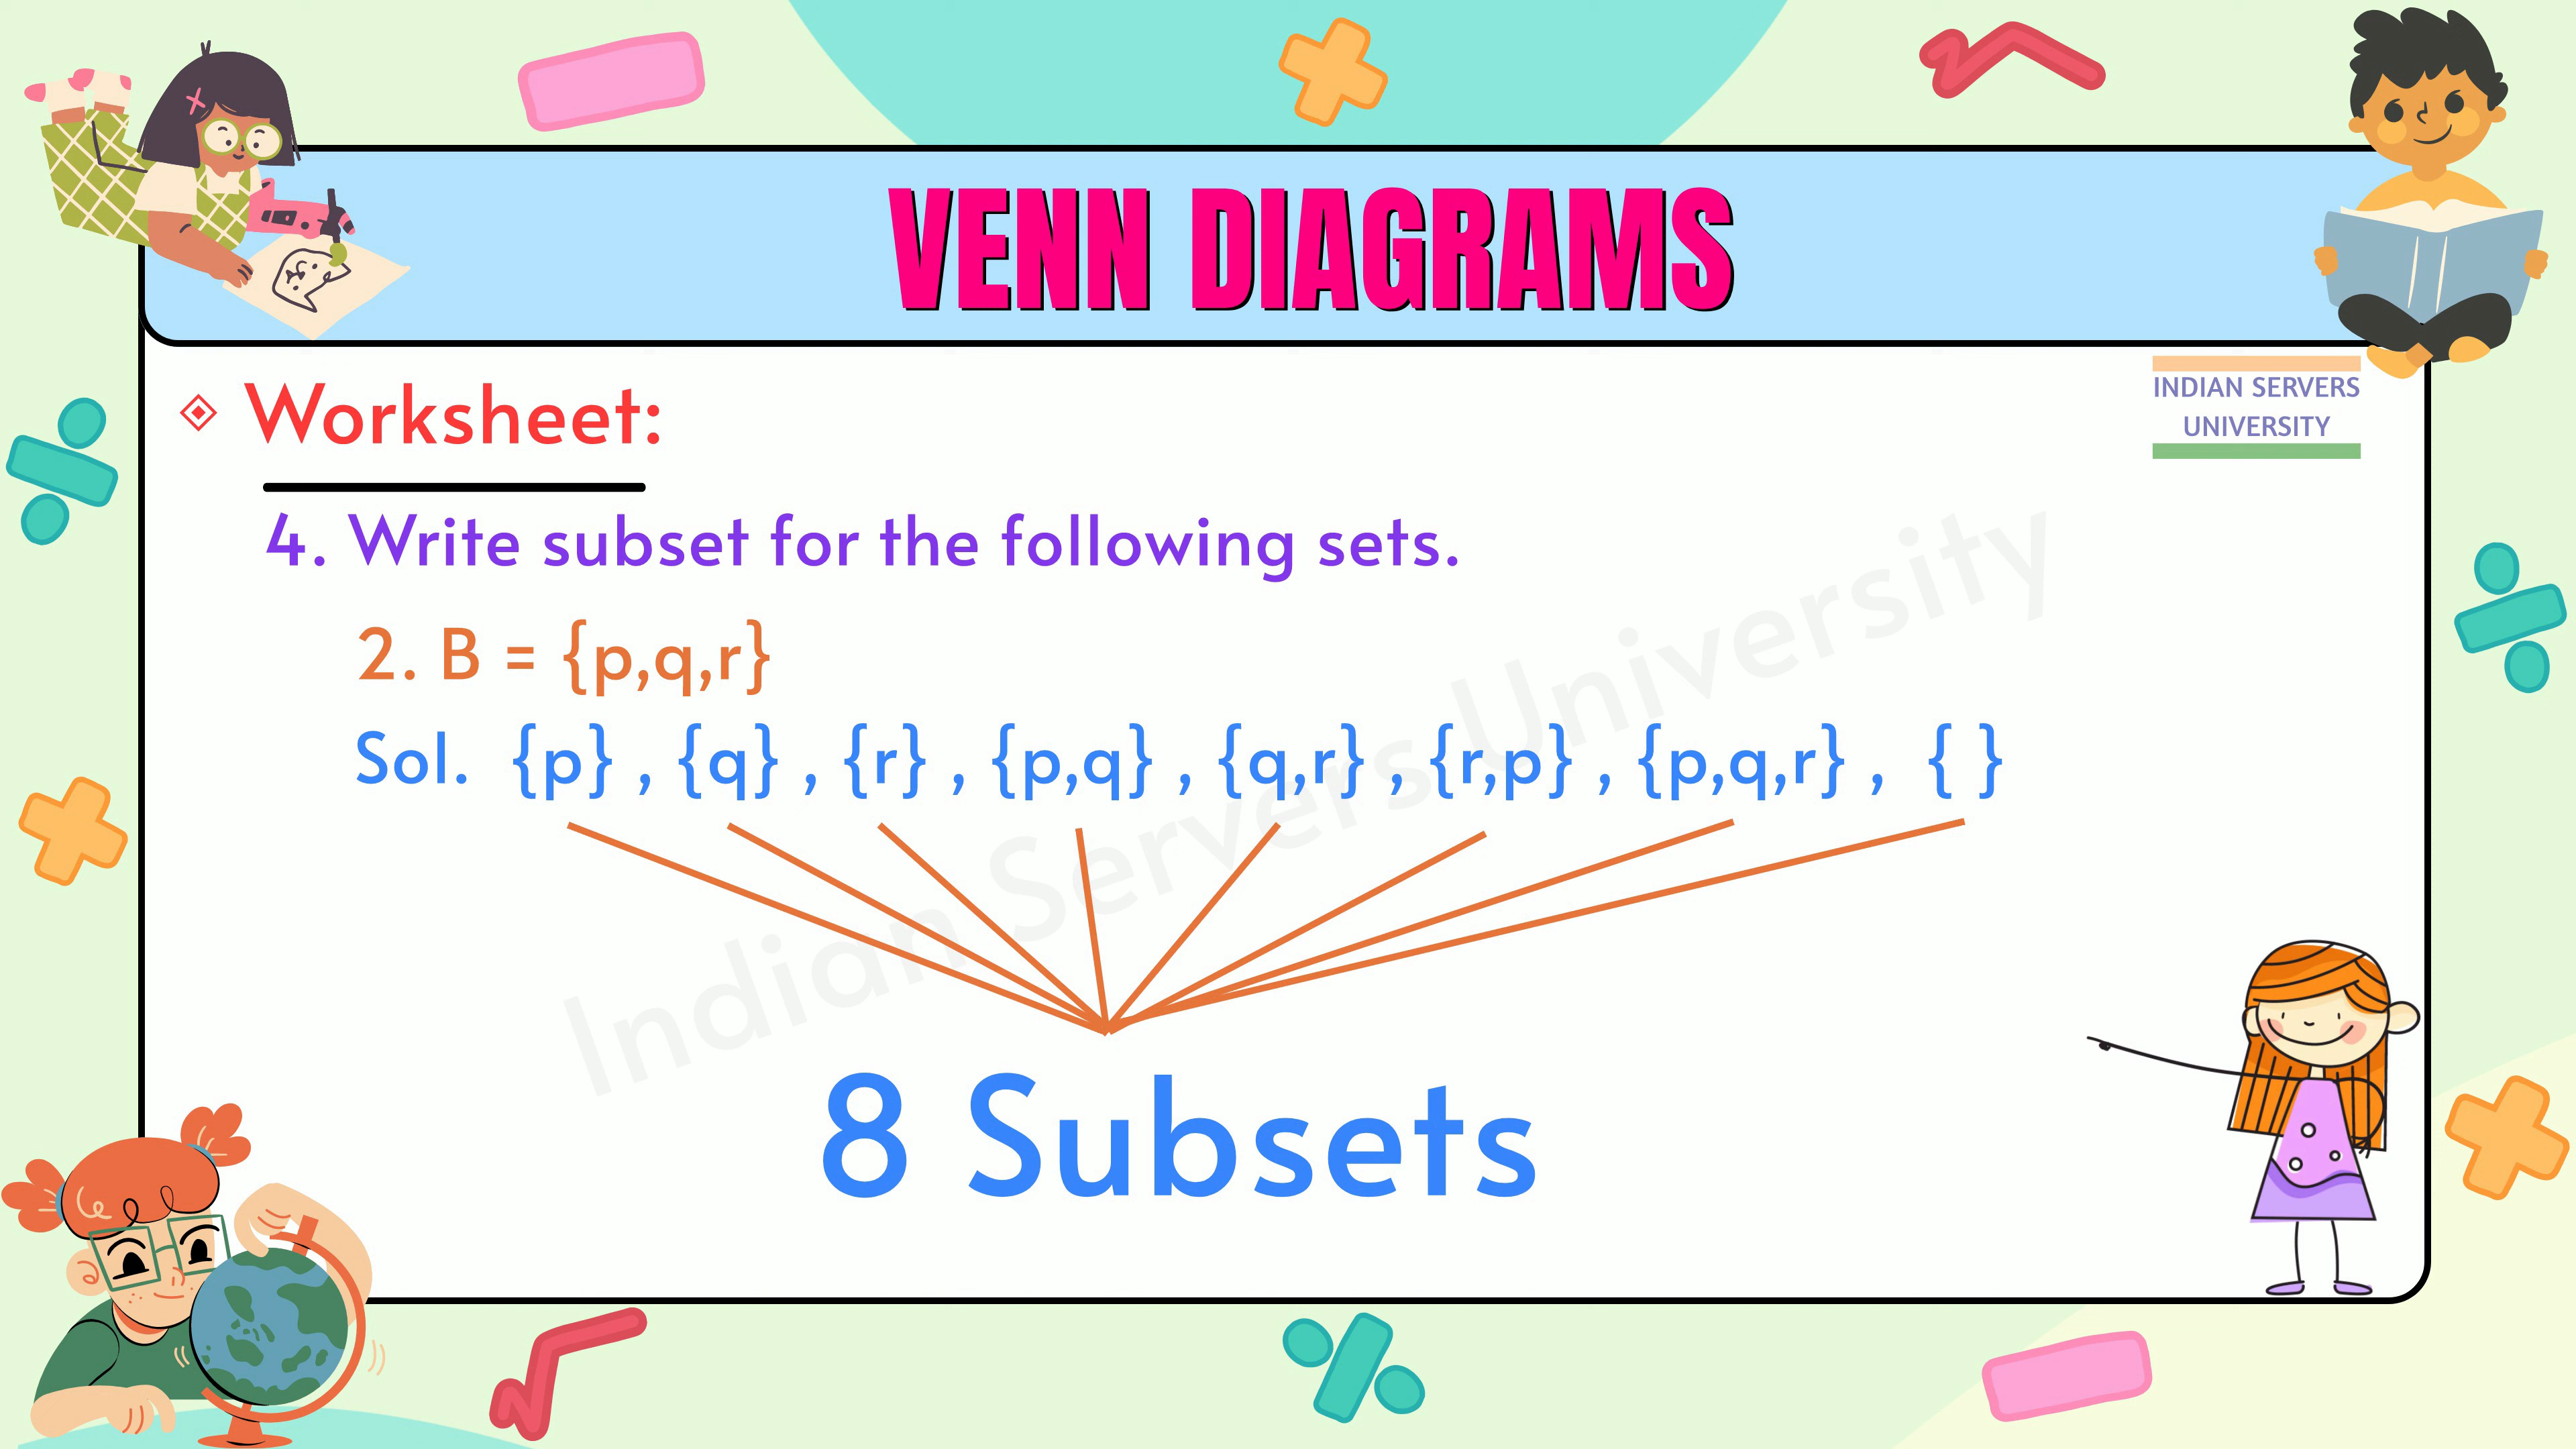 VENN DIAGRAMS
INDIAN SERVERS
UNIVERSITY
Worksheet:
4. Write subset for the following sets.
2. B = {p,q,r}
Sol. {p} , {q} , {r} , {p,q} , {q,r} , {r,p} , {p,q,r} , { }
Indian Servers University
8 Subsets